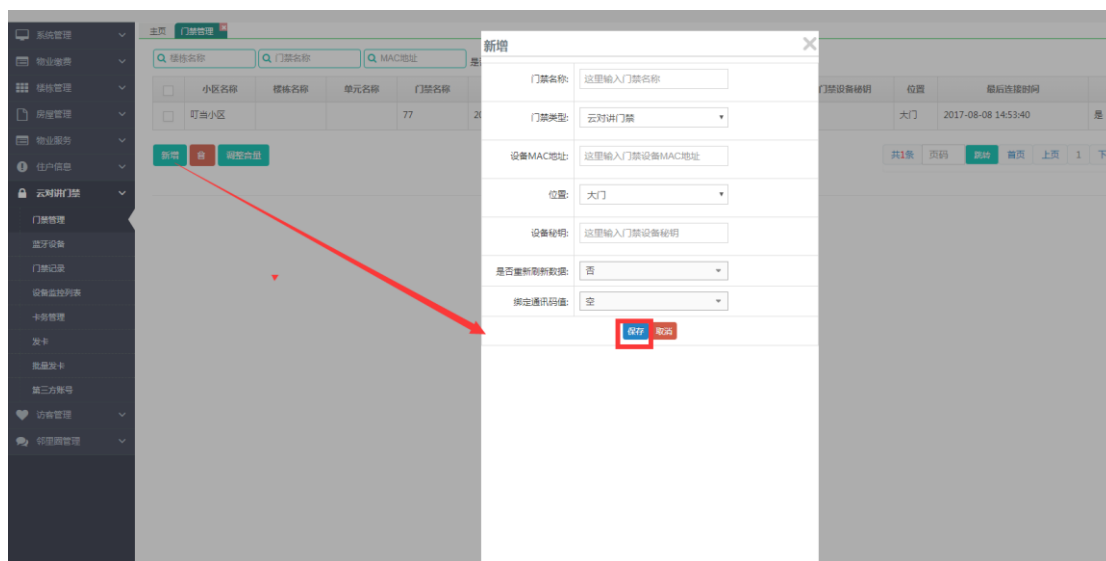 系统管理
物业缴费
楼栋管理
房屋管理
物业服务
住户信息
云对讲门禁
门禁管理
蓝牙设备
门禁记录
设备监控列表
卡务管理
发卡
批量发卡
第三方账号
访客管理
邻里圈管理
主页 门禁管理
楼栋名称 门禁名称 MAC地址
小区名称 楼栋名称 单元名称 门禁名称 门禁设备秘钥 位置 最后连接时间
叮当小区 77 大门 2017-08-08 14:53:40 是
新增 调整音量 共1条 页码 跳转 首页 上页 1
新增
门禁名称: 这里输入门禁名称
门禁类型: 云对讲门禁
设备MAC地址: 这里输入门禁设备MAC地址
位置: 大门
设备秘钥: 这里输入门禁设备秘钥
是否重新刷新数据: 否
绑定通讯码值: 空
保存 取消